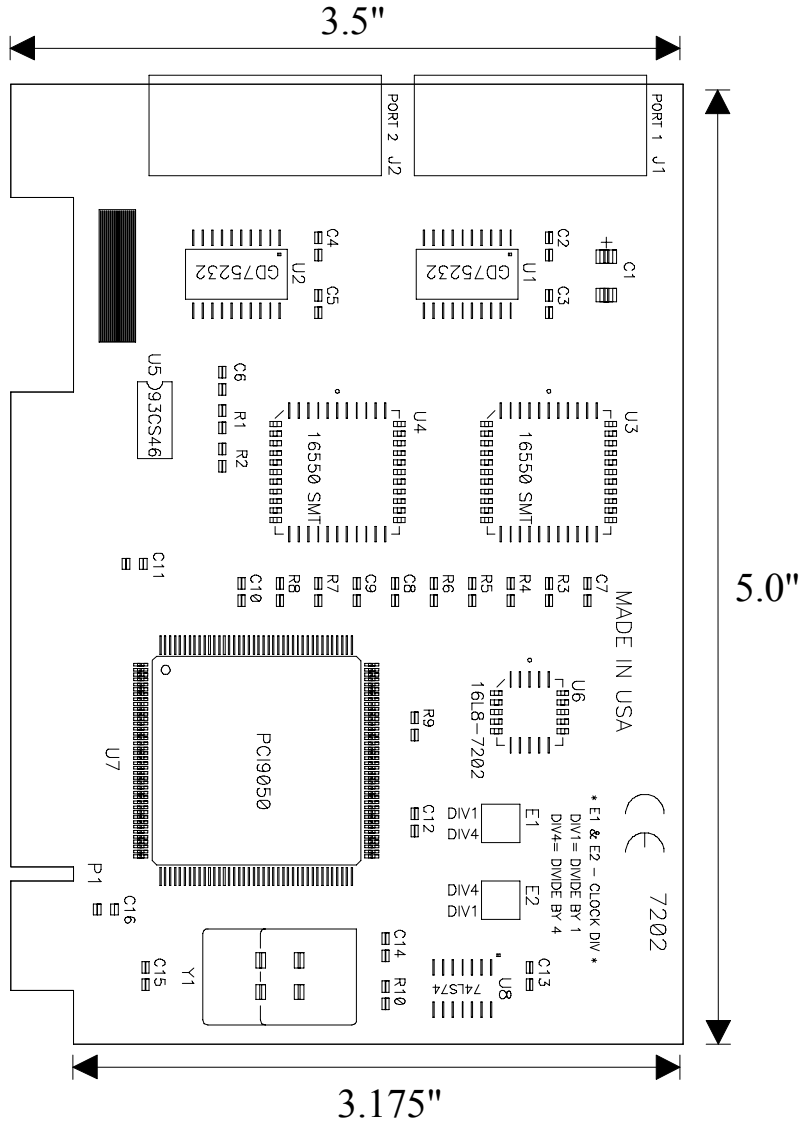 3.5"
PORT 2
J2
PORT 1
J1
C4
C2
+
C1
GD75232
U2
GD75232
U1
C5
C3
U5
93CS46
C6
R1
R2
U4
16550 SMT
U3
16550 SMT
C11
C10
R8
R7
C9
C8
R6
R5
R4
R3
C7
5.0"
MADE IN USA
U6
16L8-7202
R9
PCI9050
U7
C12
DIV1
DIV4
E1
* E1 & E2 - CLOCK DIV *
DIV1= DIVIDE BY 1
DIV4= DIVIDE BY 4
CE
7202
DIV4
DIV1
E2
P1
C16
C15
Y1
C14
R10
74LS74
U8
C13
3.175"